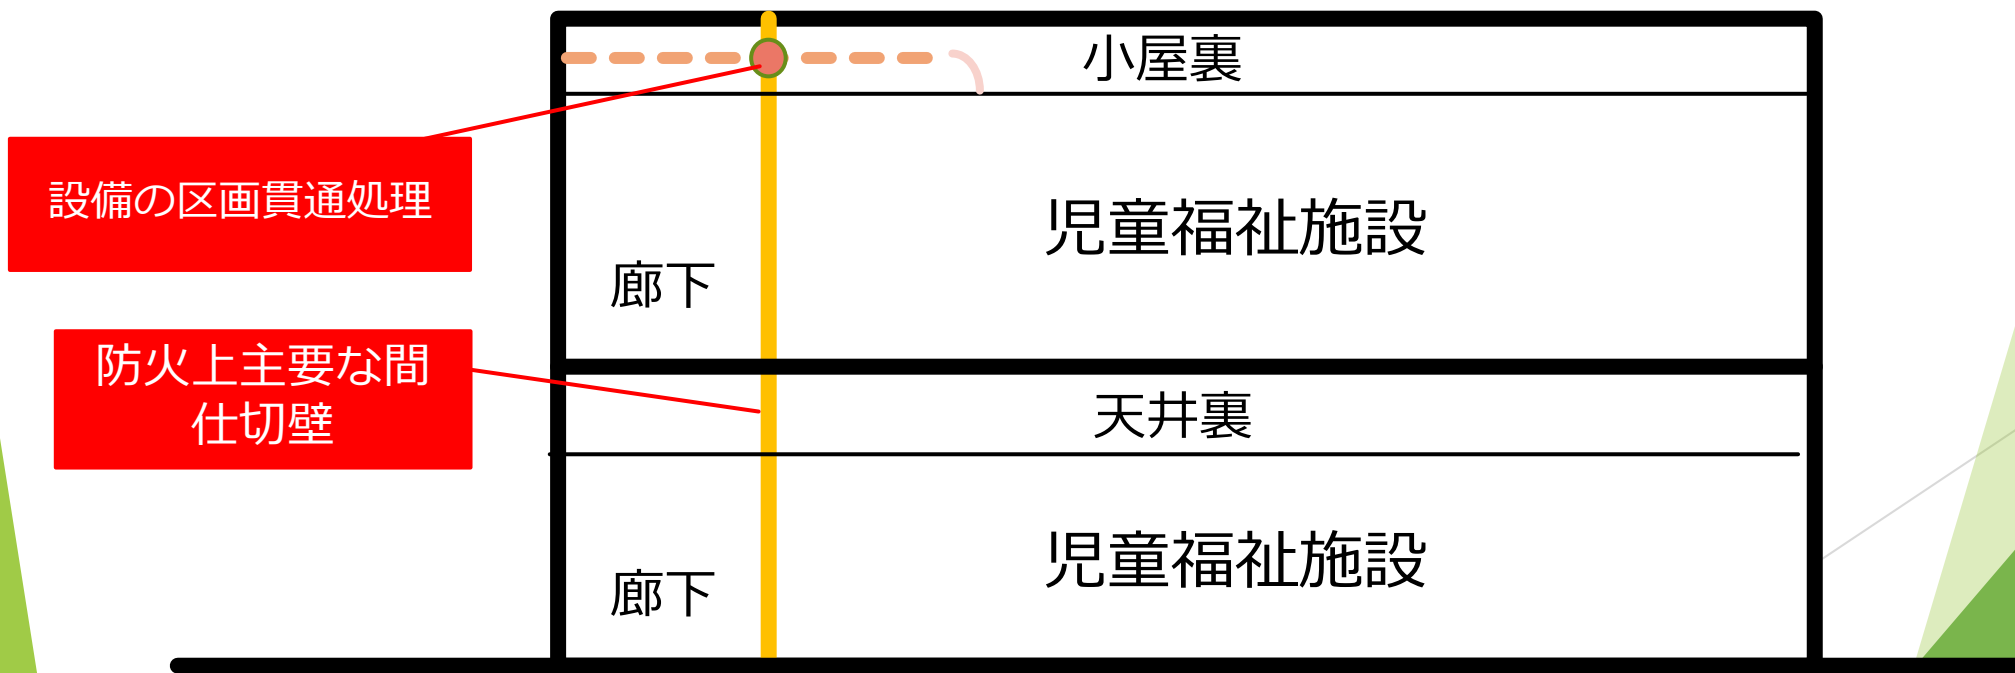 小屋裏
設備の区画貫通処理
児童福祉施設
廊下
防火上主要な間
仕切壁
天井裏
児童福祉施設
廊下